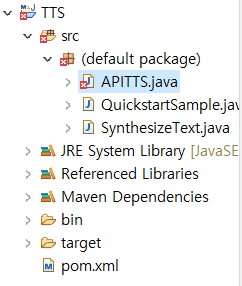 TTS
src
(default package)
APITTS.java
QuickstartSample.jav
SynthesizeText.java
JRE System Library [JavaSE
Referenced Libraries
Maven Dependencies
bin
target
pom.xml